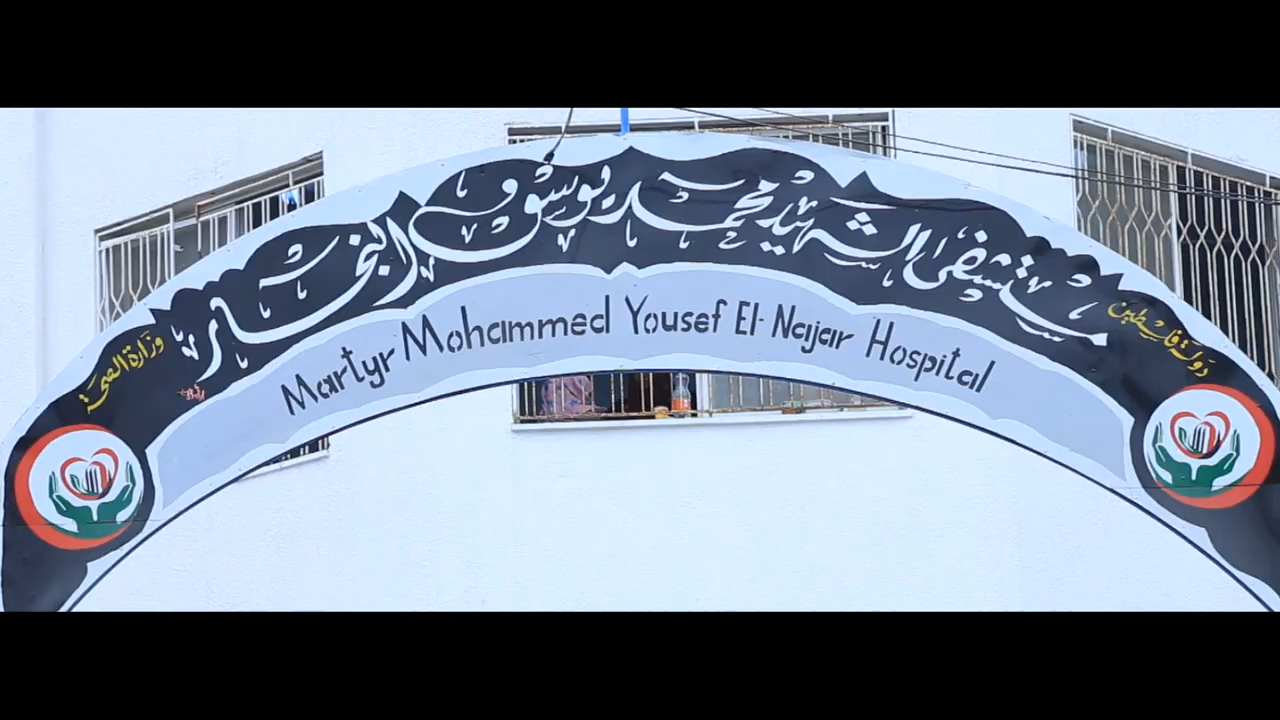 مستشفى الشهيد محمد يوسف النجار
دولة فلسطين
وزارة الصحة
Martyr Mohammed Yousef El-Najar Hospital